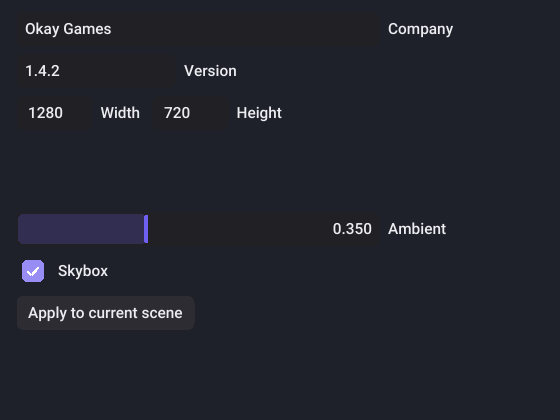 Okay Games Company
1.4.2 Version
1280 Width 720 Height
0.350 Ambient
Skybox
Apply to current scene